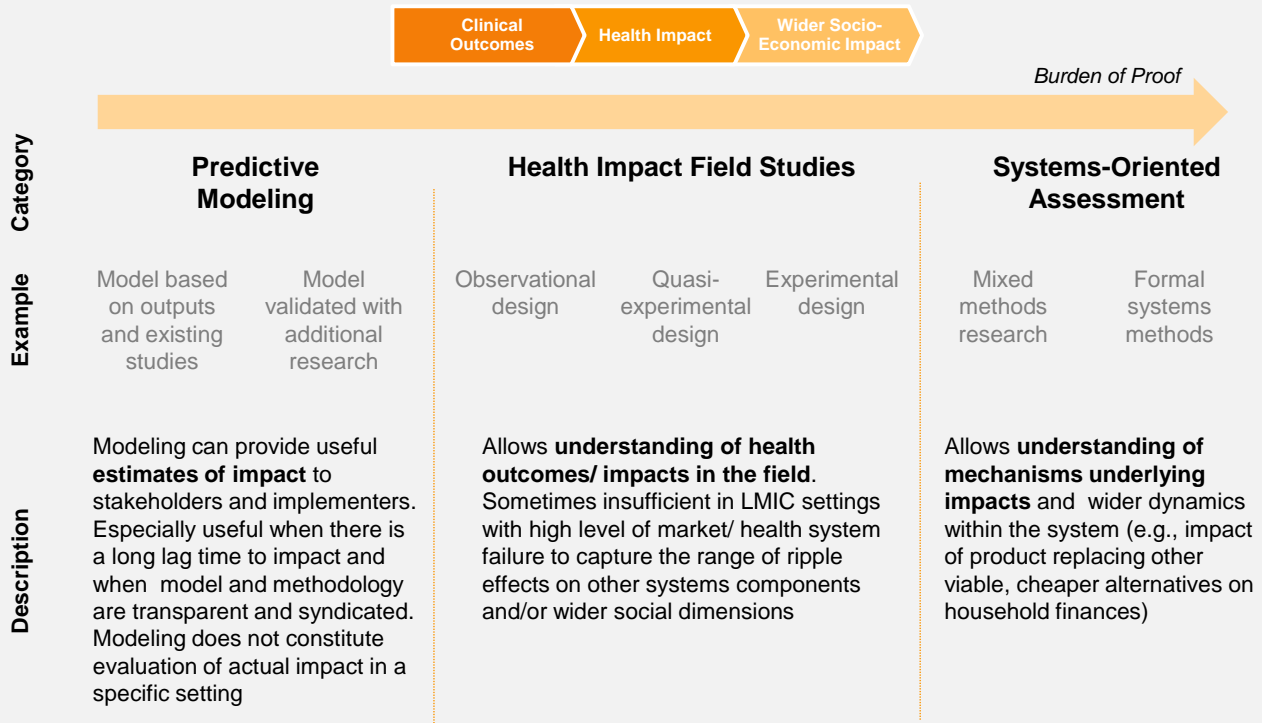 Clinical
Outcomes
Health Impact
Wider Socio-
Economic Impact
Burden of Proof
Category
Predictive
Modeling
Health Impact Field Studies
Systems-Oriented
Assessment
Example
Model based
on outputs
and existing
studies
Model
validated with
additional
research
Observational
design
Quasi-
experimental
design
Experimental
design
Mixed
methods
research
Formal
systems
methods
Description
Modeling can provide useful
estimates of impact to
stakeholders and implementers.
Especially useful when there is
a long lag time to impact and
when model and methodology
are transparent and syndicated.
Modeling does not constitute
evaluation of actual impact in a
specific setting
Allows understanding of health
outcomes/ impacts in the field.
Sometimes insufficient in LMIC settings
with high level of market/ health system
failure to capture the range of ripple
effects on other systems components
and/or wider social dimensions
Allows understanding of
mechanisms underlying
impacts and wider dynamics
within the system (e.g., impact
of product replacing other
viable, cheaper alternatives on
household finances)